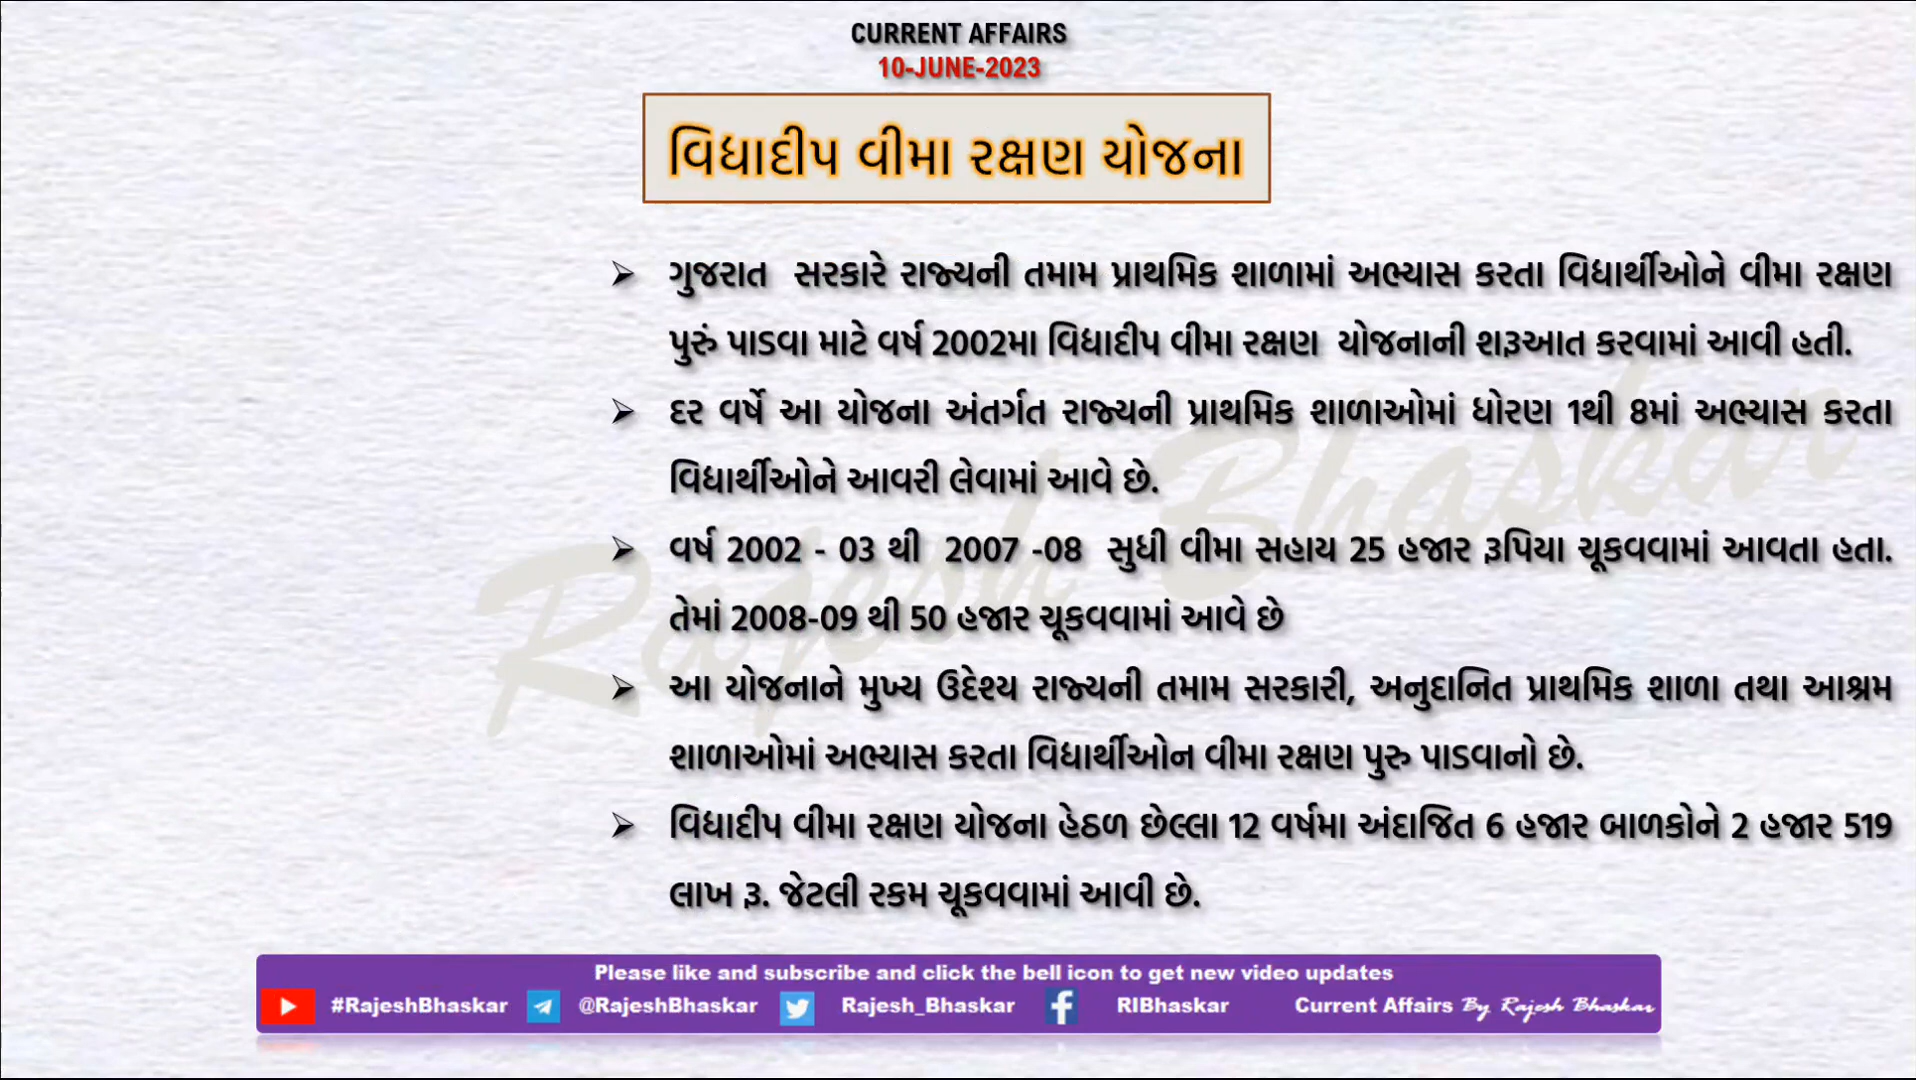 CURRENT AFFAIRS
10-JUNE-2023
વિદ્યાદીપ વીમા રક્ષણ યોજના
➢ ગુજરાત સરકારે રાજ્યની તમામ પ્રાથમિક શાળામાં અભ્યાસ કરતા વિદ્યાર્થીઓને વીમા રક્ષણ
પુરું પાડવા માટે વર્ષ 2002મા વિદ્યાદીપ વીમા રક્ષણ યોજનાની શરૂઆત કરવામાં આવી હતી.
➢ દર વર્ષે આ યોજના અંતર્ગત રાજ્યની પ્રાથમિક શાળાઓમાં ધોરણ 1થી 8માં અભ્યાસ કરતા
વિદ્યાર્થીઓને આવરી લેવામાં આવે છે.
➢ વર્ષ 2002 - 03 થી 2007 -08 સુધી વીમા સહાય 25 હજાર રૂપિયા ચૂકવવામાં આવતા હતા.
તેમાં 2008-09 થી 50 હજાર ચૂકવવામાં આવે છે
➢ આ યોજનાને મુખ્ય ઉદેશ્ય રાજ્યની તમામ સરકારી, અનુદાનિત પ્રાથમિક શાળા તથા આશ્રમ
શાળાઓમાં અભ્યાસ કરતા વિદ્યાર્થીઓન વીમા રક્ષણ પુરુ પાડવાનો છે.
➢ વિદ્યાદીપ વીમા રક્ષણ યોજના હેઠળ છેલ્લા 12 વર્ષમા અંદાજિત 6 હજાર બાળકોને 2 હજાર 519
લાખ રૂ. જેટલી રકમ ચૂકવવામાં આવી છે.
Rajesh Bhaskar
Please like and subscribe and click the bell icon to get new video updates
#RajeshBhaskar @RajeshBhaskar Rajesh_Bhaskar RIBhaskar Current Affairs By Rajesh Bhaskar